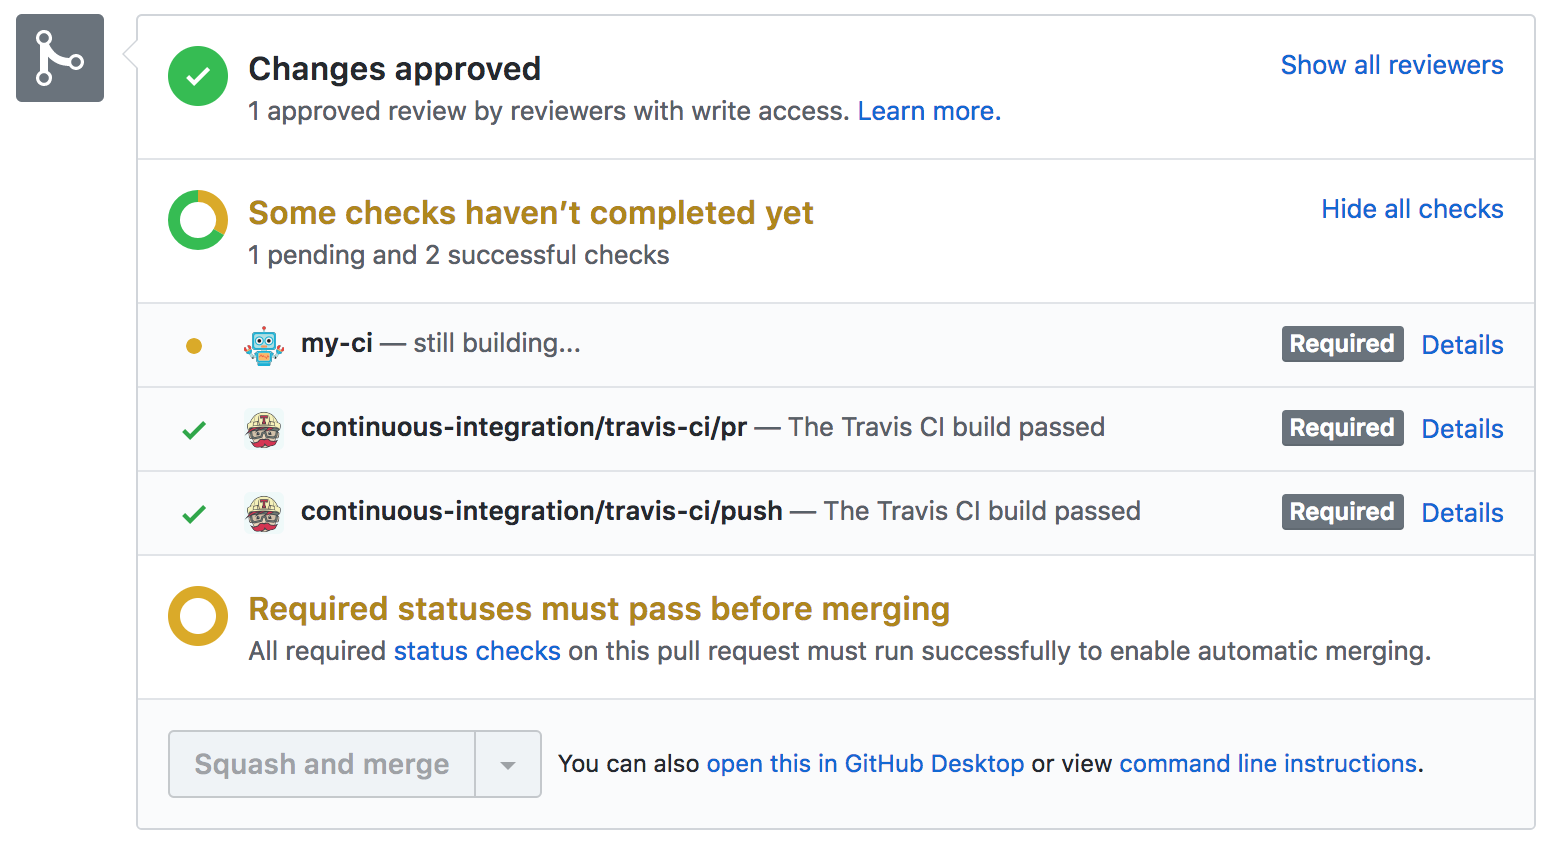 Changes approved
Show all reviewers
1 approved review by reviewers with write access. Learn more.
Some checks haven’t completed yet
Hide all checks
1 pending and 2 successful checks
my-ci — still building...
Required Details
continuous-integration/travis-ci/pr — The Travis CI build passed
Required Details
continuous-integration/travis-ci/push — The Travis CI build passed
Required Details
Required statuses must pass before merging
All required status checks on this pull request must run successfully to enable automatic merging.
Squash and merge
You can also open this in GitHub Desktop or view command line instructions.